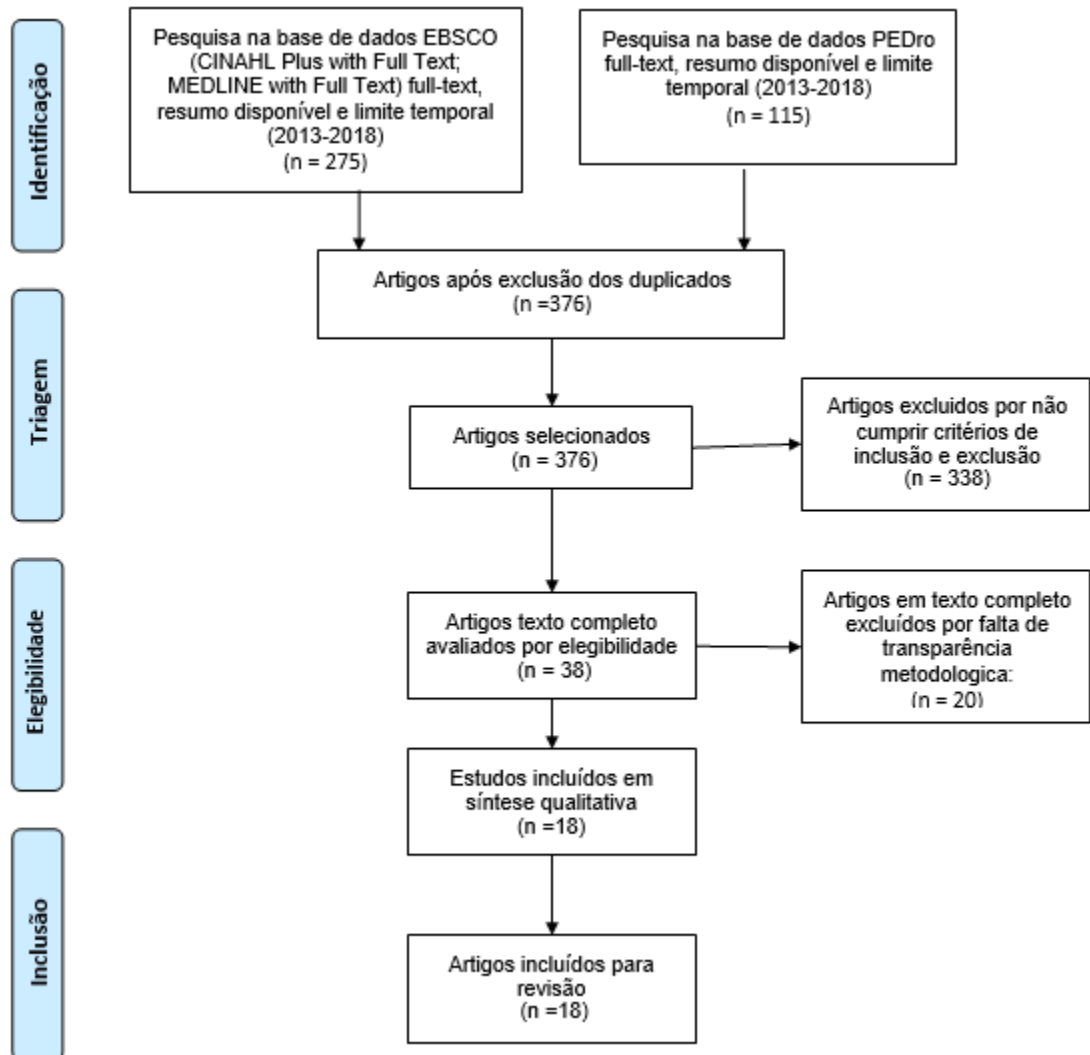 Identificação
Pesquisa na base de dados EBSCO
(CINAHL Plus with Full Text;
MEDLINE with Full Text) full-text,
resumo disponível e limite temporal
(2013-2018)
(n = 275)
Pesquisa na base de dados PEDro
full-text, resumo disponível e limite
temporal (2013-2018)
(n = 115)
Artigos após exclusão dos duplicados
(n =376)
Triagem
Artigos selecionados
(n = 376)
Artigos excluidos por não
cumprir critérios de
inclusão e exclusão
(n = 338)
Elegibilidade
Artigos texto completo
avaliados por elegibilidade
(n = 38)
Artigos em texto completo
excluídos por falta de
transparência
metodologica:
(n = 20)
Estudos incluídos em
síntese qualitativa
(n =18)
Inclusão
Artigos incluídos para
revisão
(n =18)